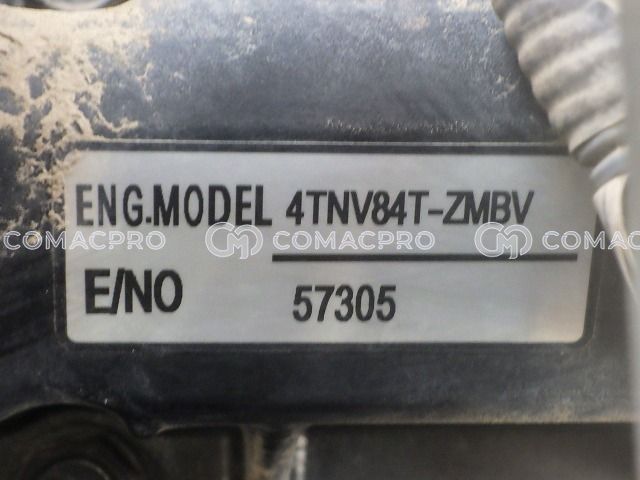 ENG.MODEL 4TNV84T-ZMBV
COMACPRO COMACPRO COMACPRO
E/NO 57305